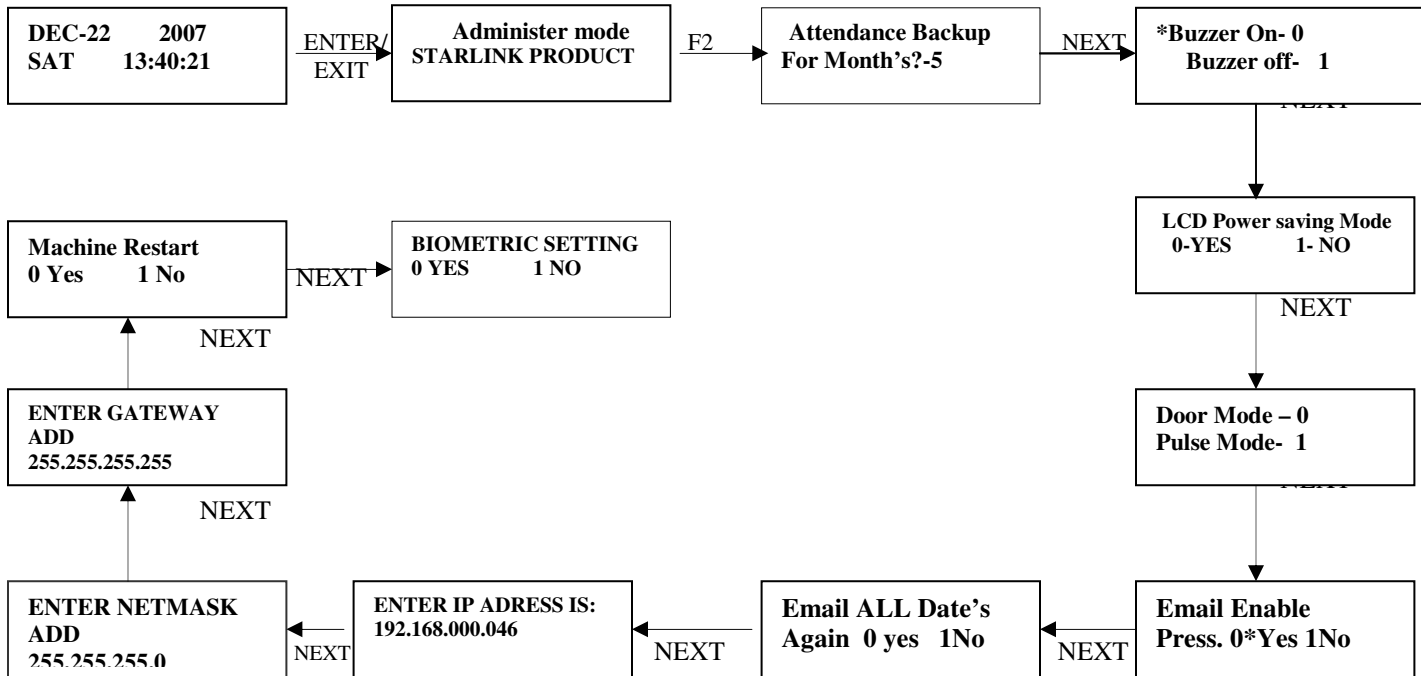 DEC-22 2007
SAT 13:40:21
ENTER/
EXIT
Administer mode
STARLINK PRODUCT
F2
Attendance Backup
For Month's?-5
NEXT
*Buzzer On- 0
Buzzer off- 1
NEXT
LCD Power saving Mode
0-YES 1- NO
NEXT
Door Mode – 0
Pulse Mode- 1
NEXT
Email Enable
Press. 0*Yes 1No
NEXT
Email ALL Date's
Again 0 yes 1No
NEXT
ENTER IP ADRESS IS:
192.168.000.046
NEXT
ENTER NETMASK
ADD
255.255.255.0
NEXT
ENTER GATEWAY
ADD
255.255.255.255
NEXT
Machine Restart
0 Yes 1 No
NEXT
BIOMETRIC SETTING
0 YES 1 NO